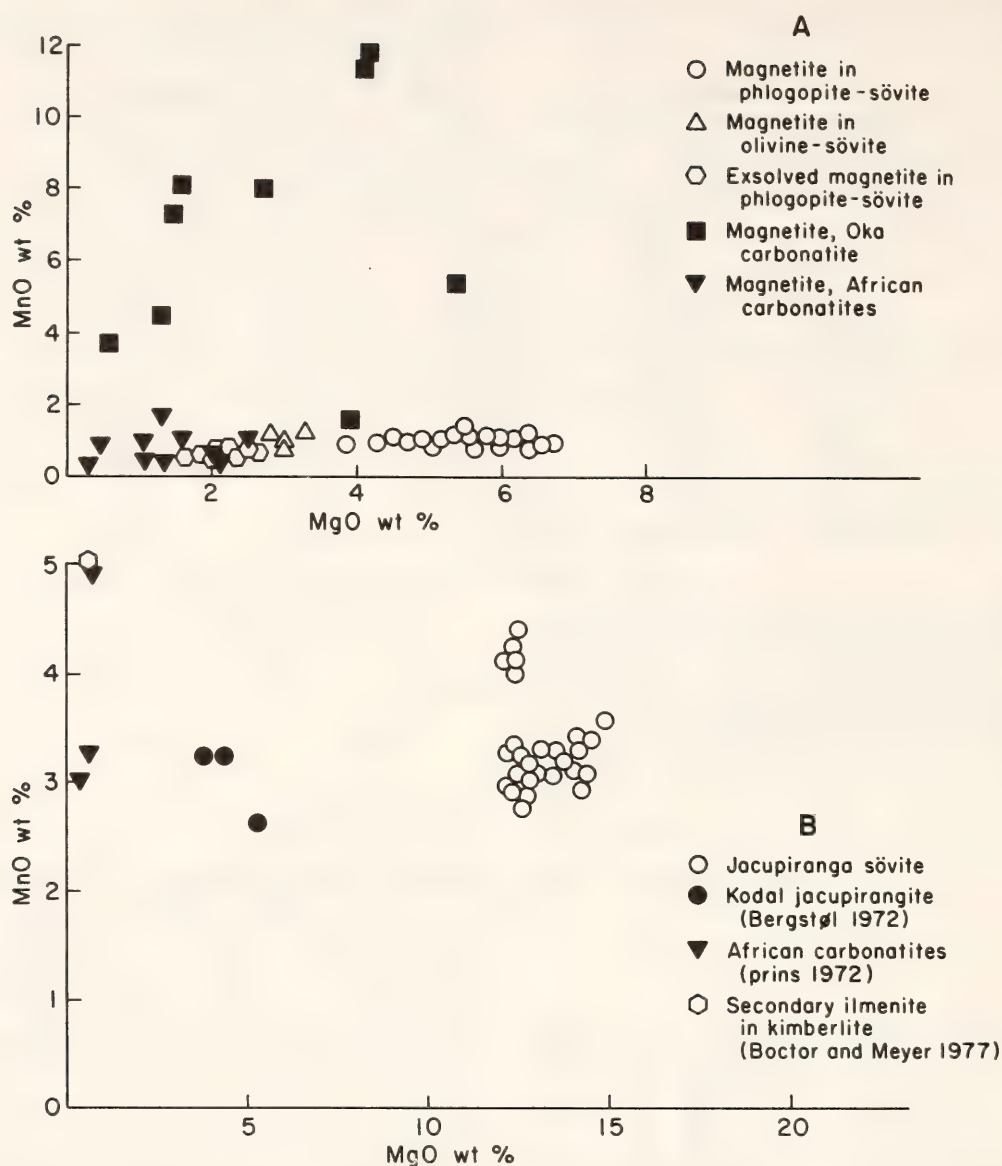 A
12
10
8
6
4
2
0
MnO wt %
2
4
6
8
MgO wt %
Magnetite in
phlogopite-sövite
Magnetite in
olivine-sövite
Exsolved magnetite in
phlogopite-sövite
Magnetite, Oka
carbonatite
Magnetite, African
carbonatites
5
4
3
2
1
0
MnO wt %
5
10
15
20
MgO wt %
B
Jacupiranga sövite
Kodal jacupirangite
(Bergstøl 1972)
African carbonatites
(prins 1972)
Secondary ilmenite
in kimberlite
(Boctor and Meyer 1977)